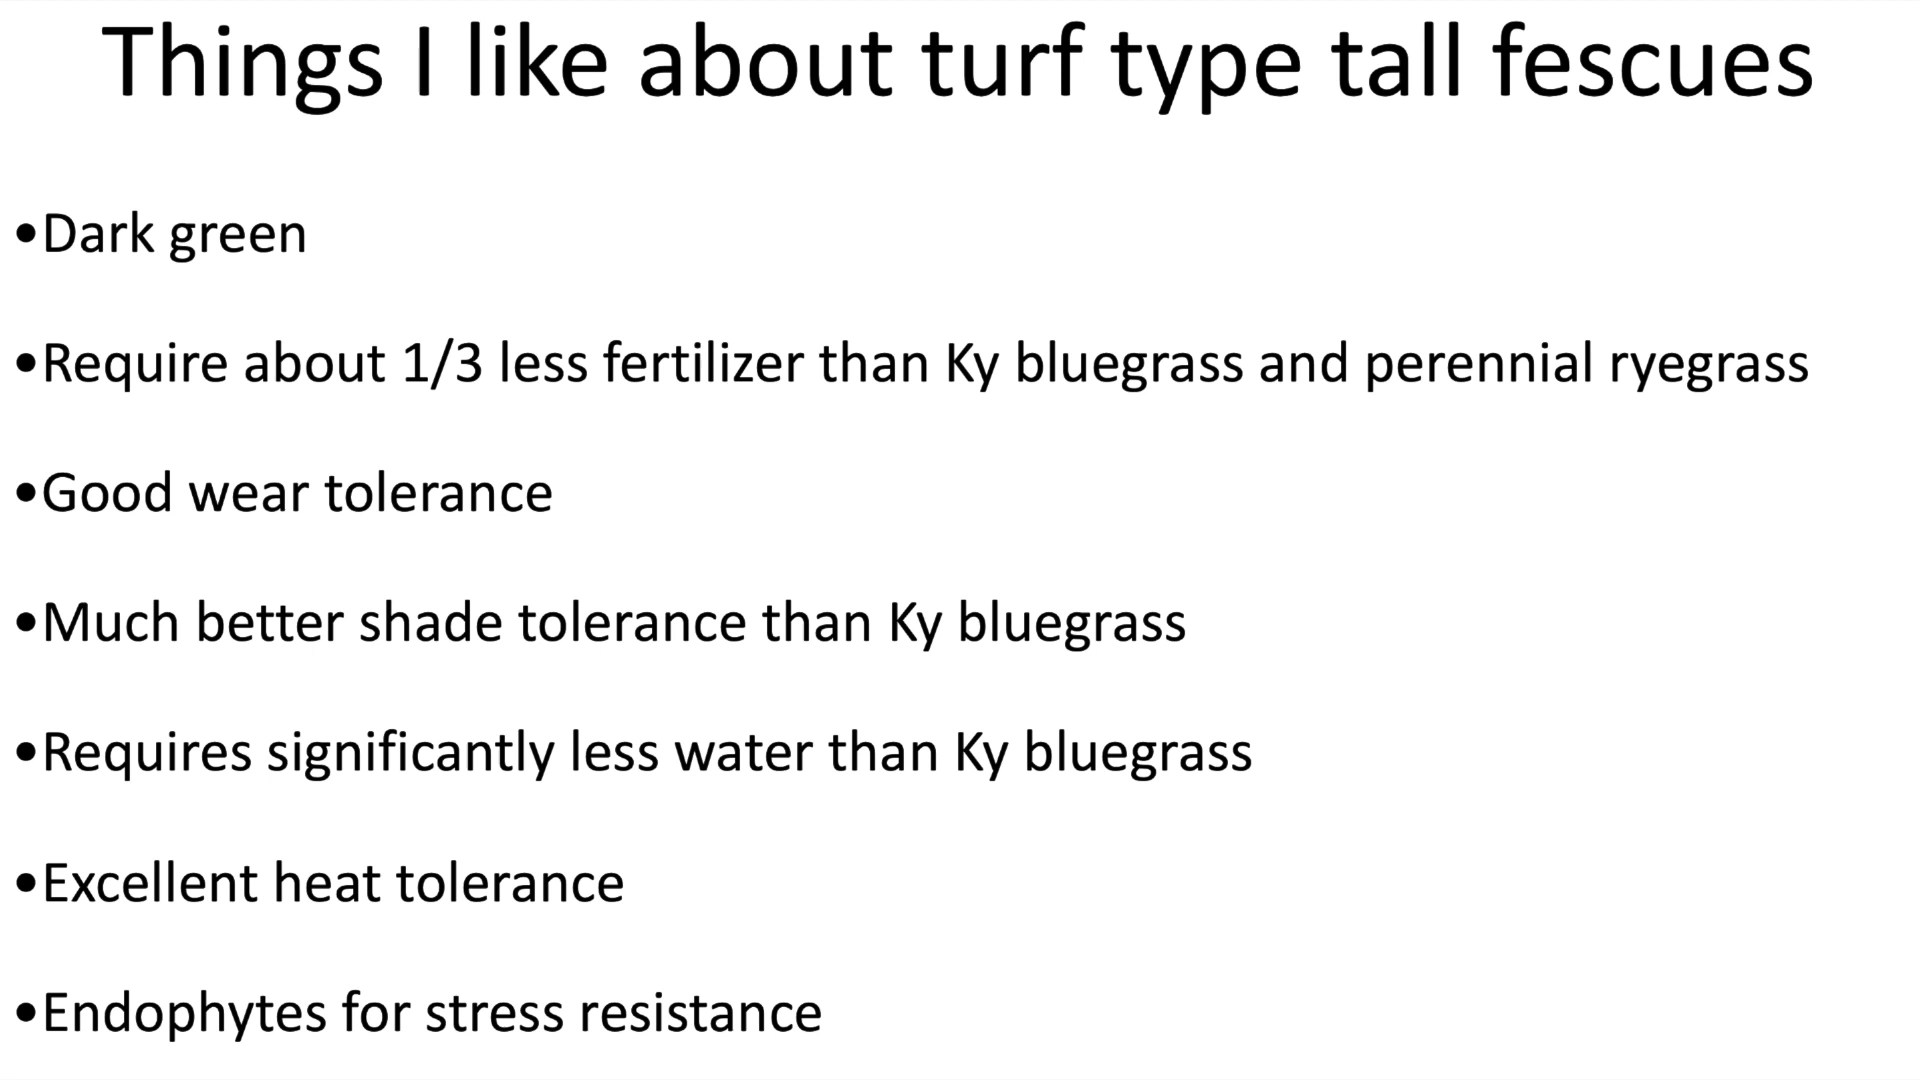 Things I like about turf type tall fescues
•Dark green
•Require about 1/3 less fertilizer than Ky bluegrass and perennial ryegrass
•Good wear tolerance
•Much better shade tolerance than Ky bluegrass
•Requires significantly less water than Ky bluegrass
•Excellent heat tolerance
•Endophytes for stress resistance